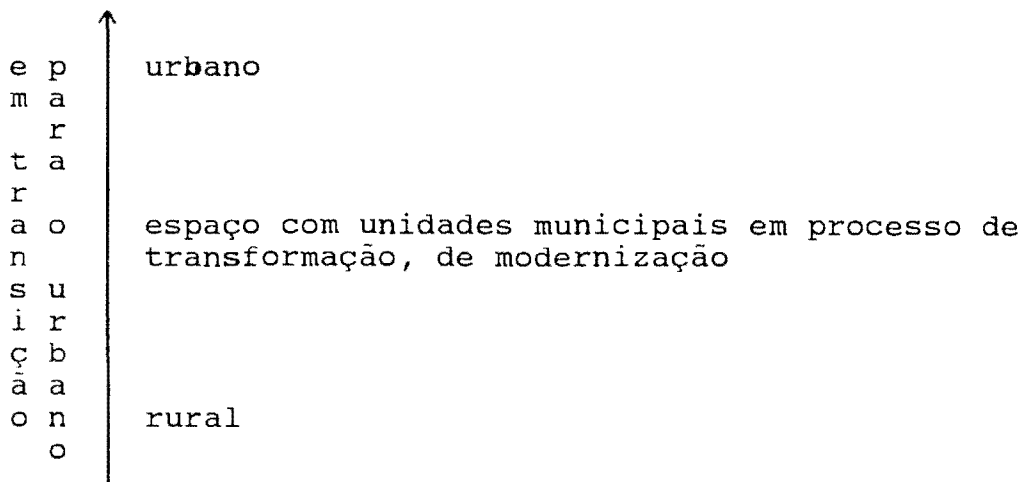 em transição
para o urbano
urbano
espaço com unidades municipais em processo de
transformação, de modernização
rural